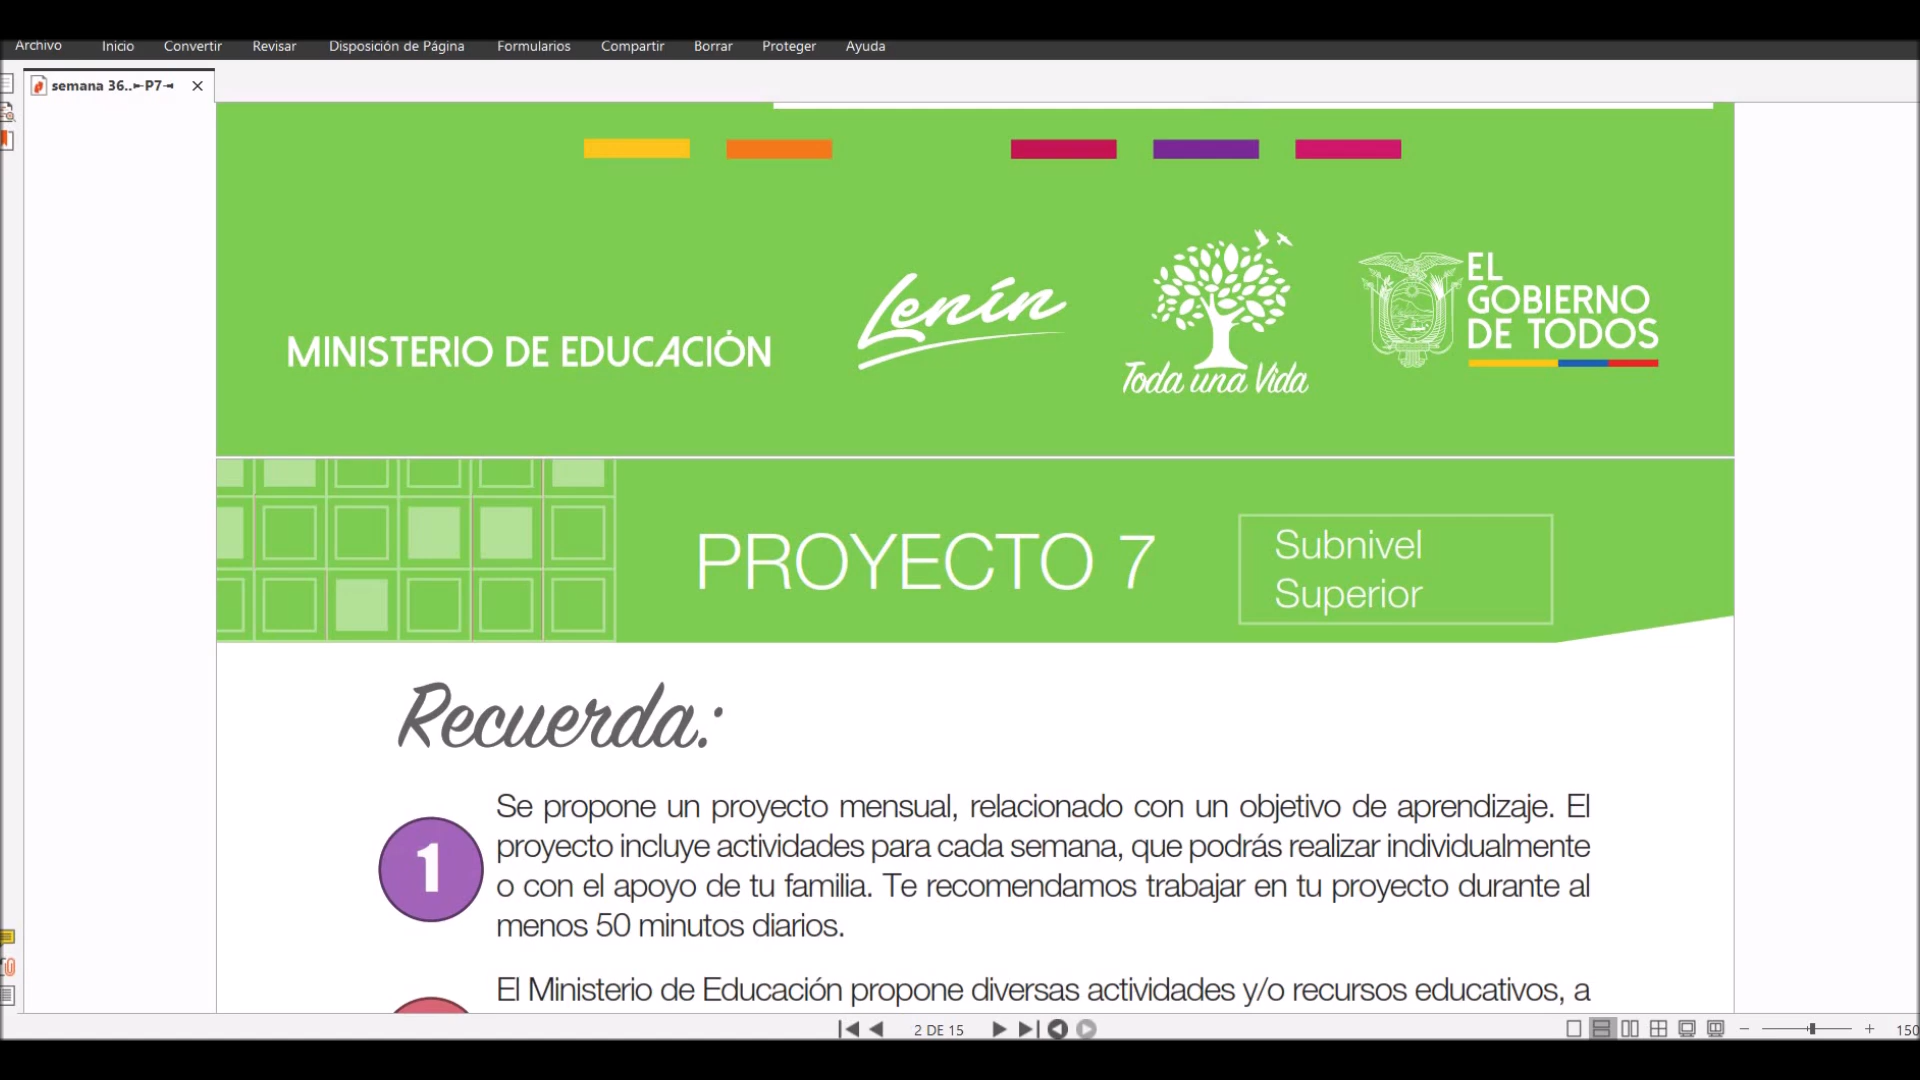 Archivo Inicio Convertir Revisar Disposición de Página Formularios Compartir Borrar Proteger Ayuda
semana 36..►P7◄
MINISTERIO DE EDUCACIÓN
Lenín
Toda una Vida
EL
GOBIERNO
DE TODOS
PROYECTO 7
Subnivel
Superior
Recuerda:
1
Se propone un proyecto mensual, relacionado con un objetivo de aprendizaje. El
proyecto incluye actividades para cada semana, que podrás realizar individualmente
o con el apoyo de tu familia. Te recomendamos trabajar en tu proyecto durante al
menos 50 minutos diarios.
El Ministerio de Educación propone diversas actividades y/o recursos educativos, a
2 DE 15
150